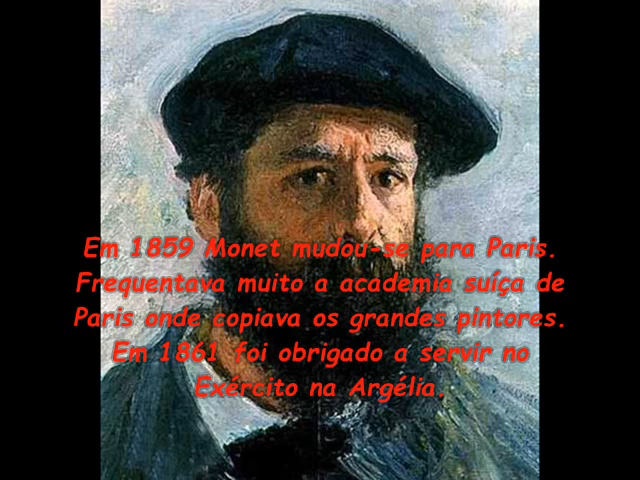 Em 1859 Monet mudou-se para Paris.
Frequentava muito a academia suíça de
Paris onde copiava os grandes pintores.
Em 1861 foi obrigado a servir no
Exército na Argélia.